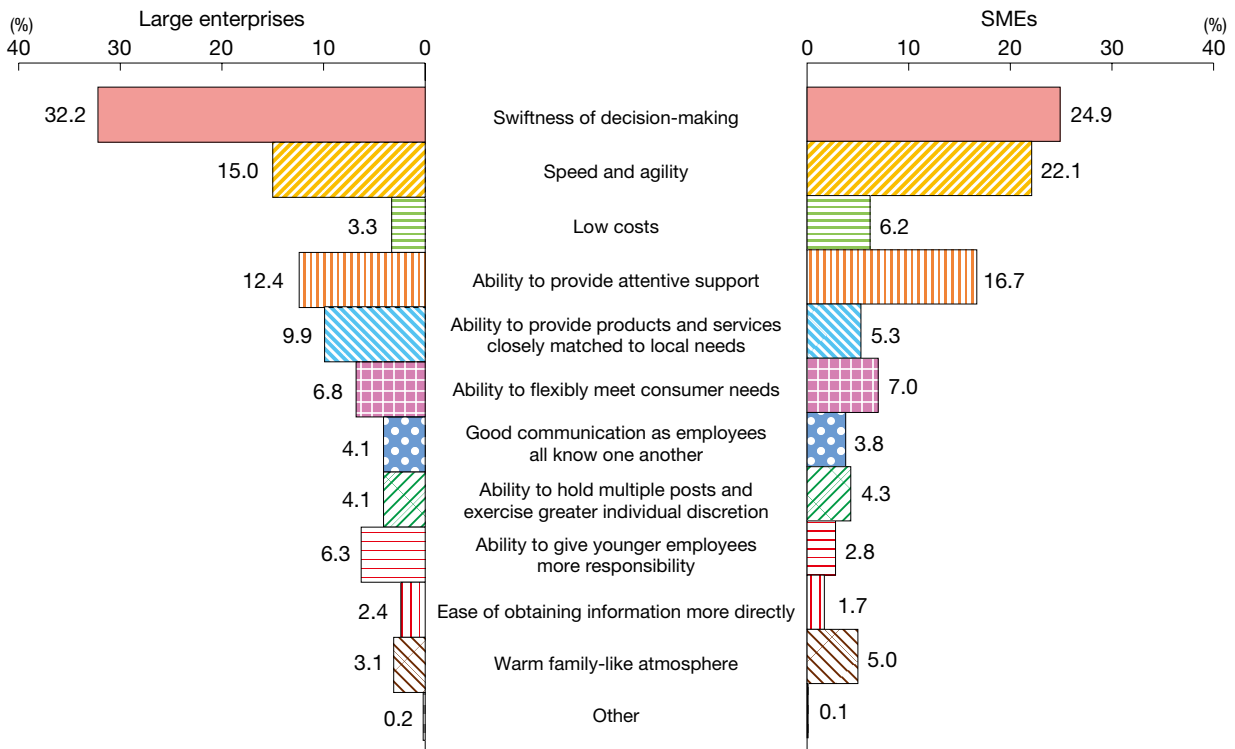 Large enterprises
SMEs
(%)
40 30 20 10 0
0 10 20 30 40
(%)
32.2 Swiftness of decision-making 24.9
15.0 Speed and agility 22.1
3.3 Low costs 6.2
12.4 Ability to provide attentive support 16.7
9.9 Ability to provide products and services
closely matched to local needs 5.3
6.8 Ability to flexibly meet consumer needs 7.0
4.1 Good communication as employees
all know one another 3.8
4.1 Ability to hold multiple posts and
exercise greater individual discretion 4.3
6.3 Ability to give younger employees
more responsibility 2.8
2.4 Ease of obtaining information more directly 1.7
3.1 Warm family-like atmosphere 5.0
0.2 Other 0.1